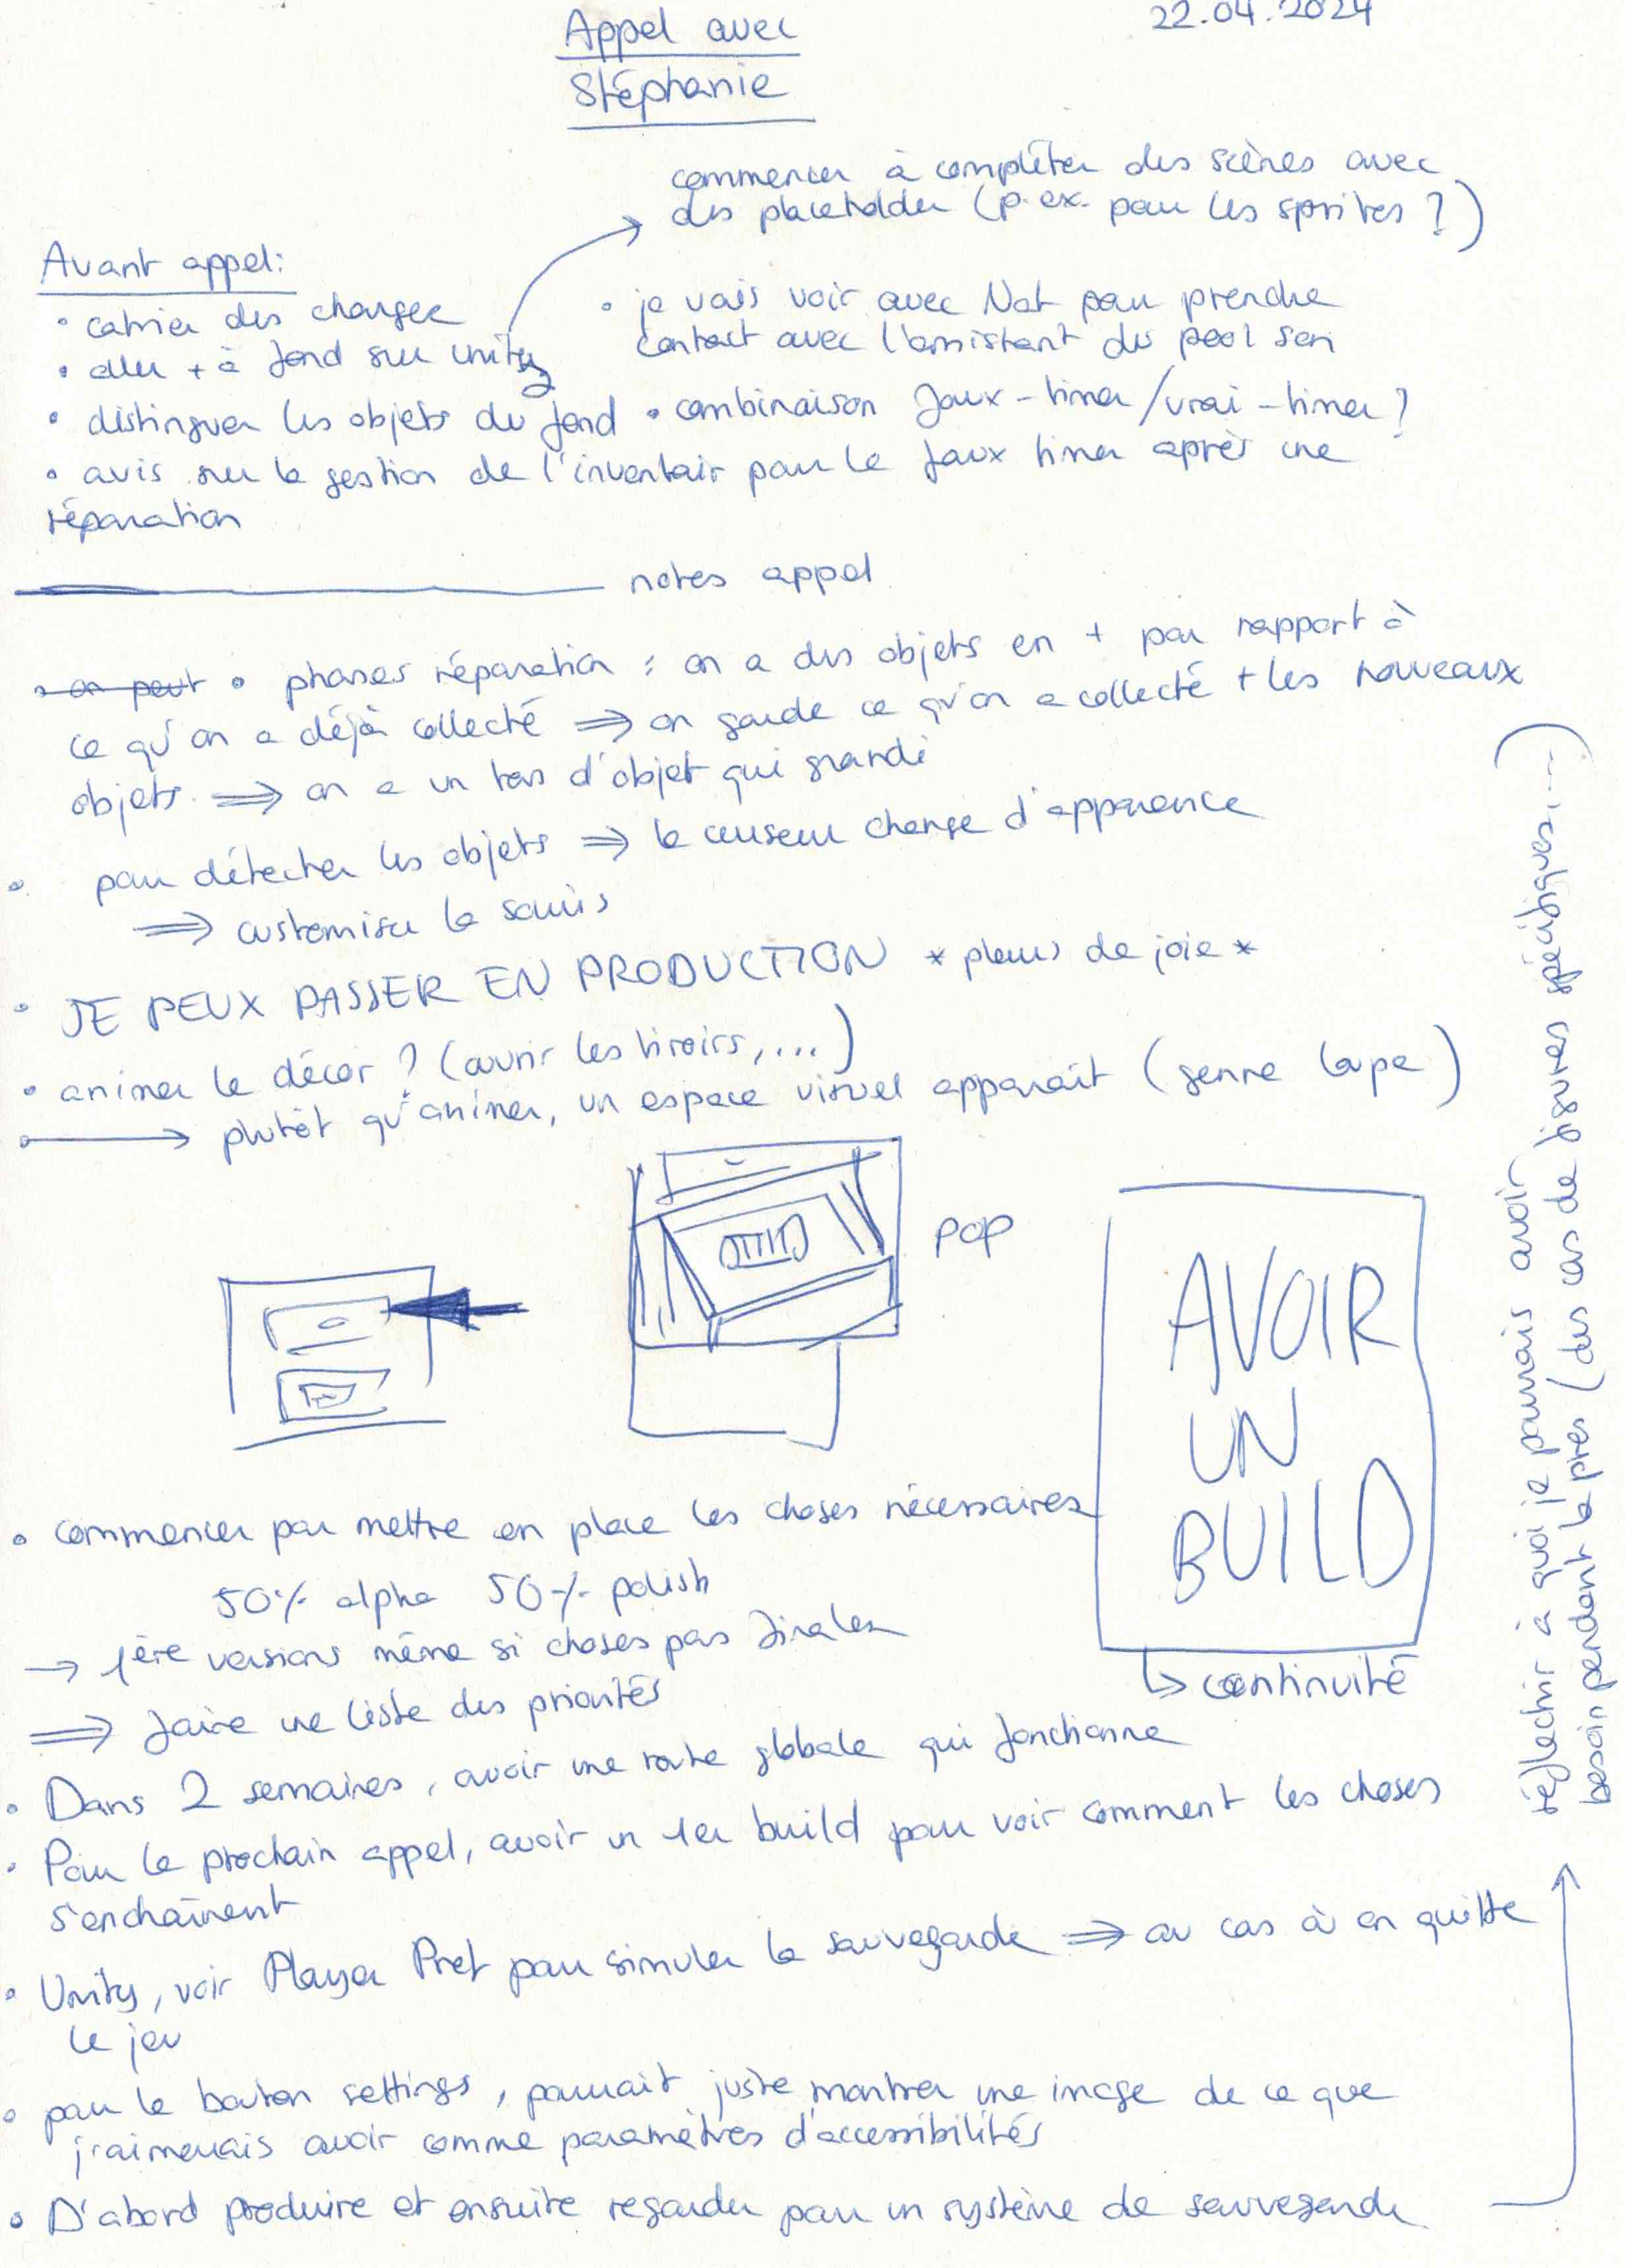 22.04.2024
Appel avec
Stéphanie
commencer à compléter des scènes avec
des placeholder (p.ex. pour les sprites ?)
Avant appel:
• cahier des charges
• aller + à fond sur unity
• je vais voir avec Nat pour prendre
contact avec l'assistant du pool son
• distinguer les objets du fond
• combinaison faux-timer/vrai-timer?
• avis sur la gestion de l'inventair pour le faux timer après une
réparation
notes appel
• on peut • phases réparation : on a des objets en + par rapport à
ce qu'on a déjà collecté ⇒ on garde ce qu'on a collecté + les nouveaux
objets ⇒ on a un tas d'objet qui grandi
• pour détecter les objets ⇒ le curseur change d'apparence
⇒ customiser la souris
• JE PEUX PASSER EN PRODUCTION *pleurs de joie*
• animer le décor ? (ouvrir les tiroirs,...)
→ plutôt qu'animer, un espace visuel apparaît (genre loupe)
POP
AVOIR
UN
BUILD
↳ continuité
• commencer par mettre en place les choses nécessaires
50% alpha 50% polish
→ 1ère versions même si choses pas finales
⇒ faire une liste des priorités
• Dans 2 semaines, avoir une route globale qui fonctionne
• Pour le prochain appel, avoir un 1er build pour voir comment les choses
s'enchaînent
• Unity, voir Player Pref pour simuler la sauvegarde ⇒ au cas où on quitte
le jeu
• pour le bouton settings, pourrait juste montrer une image de ce que
j'aimerais avoir comme paramètres d'accessibilités
• D'abord produire et ensuite regarder pour un système de sauvegarde
réflechir à quoi je pourrais avoir
besoin pendant la prés (des cas de figures spécifiques,...)